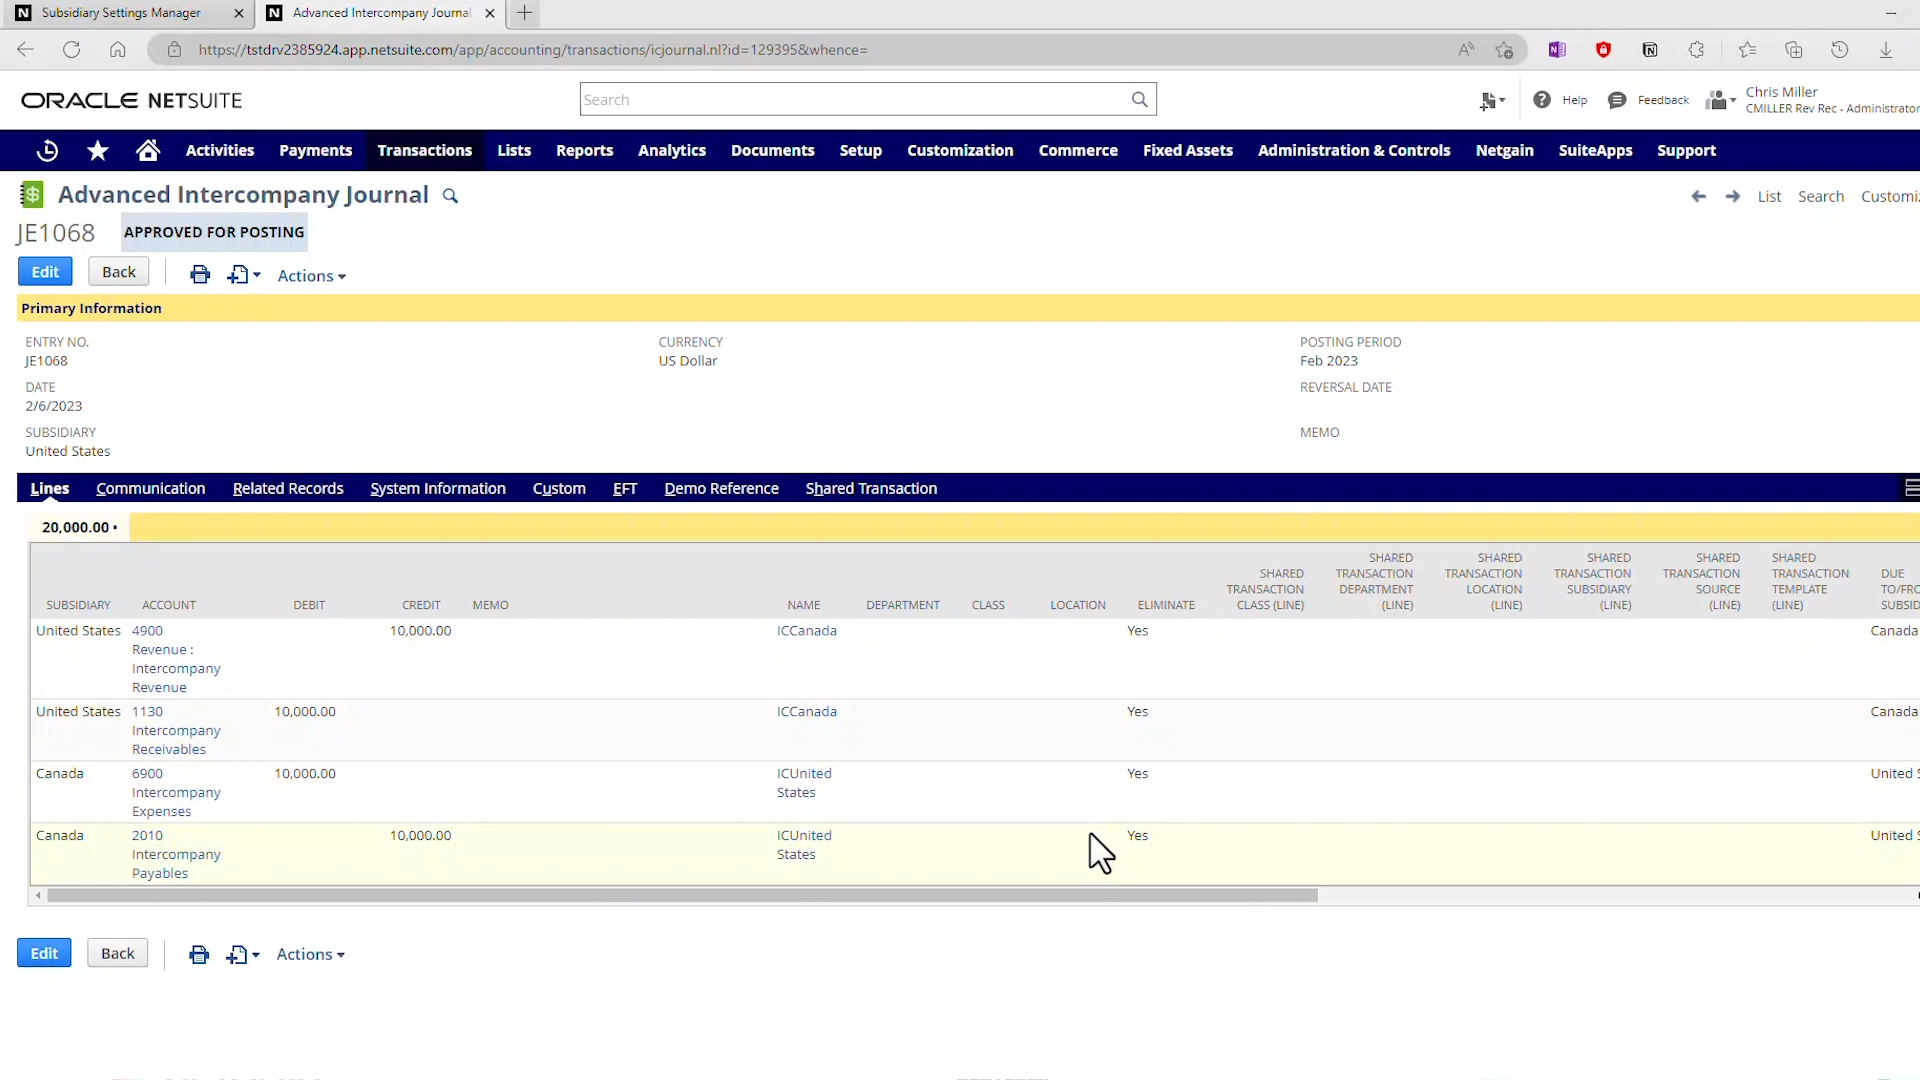 Subsidiary Settings Manager
Advanced Intercompany Journal
https://tstdrv2385924.app.netsuite.com/app/accounting/transactions/icjournal.nl?id=129395&whence=
ORACLE NETSUITE
Search
Help
Feedback
Chris Miller
CMILLER Rev Rec - Administrator
Activities Payments Transactions Lists Reports Analytics Documents Setup Customization Commerce Fixed Assets Administration & Controls Netgain SuiteApps Support
Advanced Intercompany Journal
List Search Customiz
JE1068 APPROVED FOR POSTING
Edit Back Actions
Primary Information
ENTRY NO.
JE1068
DATE
2/6/2023
SUBSIDIARY
United States
CURRENCY
US Dollar
POSTING PERIOD
Feb 2023
REVERSAL DATE
MEMO
Lines Communication Related Records System Information Custom EFT Demo Reference Shared Transaction
20,000.00 •
SUBSIDIARY
ACCOUNT
DEBIT
CREDIT
MEMO
NAME
DEPARTMENT
CLASS
LOCATION
ELIMINATE
SHARED
TRANSACTION
CLASS (LINE)
SHARED
TRANSACTION
DEPARTMENT
(LINE)
SHARED
TRANSACTION
LOCATION
(LINE)
SHARED
TRANSACTION
SUBSIDIARY
(LINE)
SHARED
TRANSACTION
SOURCE
(LINE)
SHARED
TRANSACTION
TEMPLATE
(LINE)
DUE
TO/FRO
SUBSID
United States 4900 10,000.00 ICCanada Yes Canada
Revenue :
Intercompany
Revenue
United States 1130 10,000.00 ICCanada Yes Canada
Intercompany
Receivables
Canada 6900 10,000.00 ICUnited Yes United S
Intercompany States
Expenses
Canada 2010 10,000.00 ICUnited Yes United S
Intercompany States
Payables
Edit Back Actions